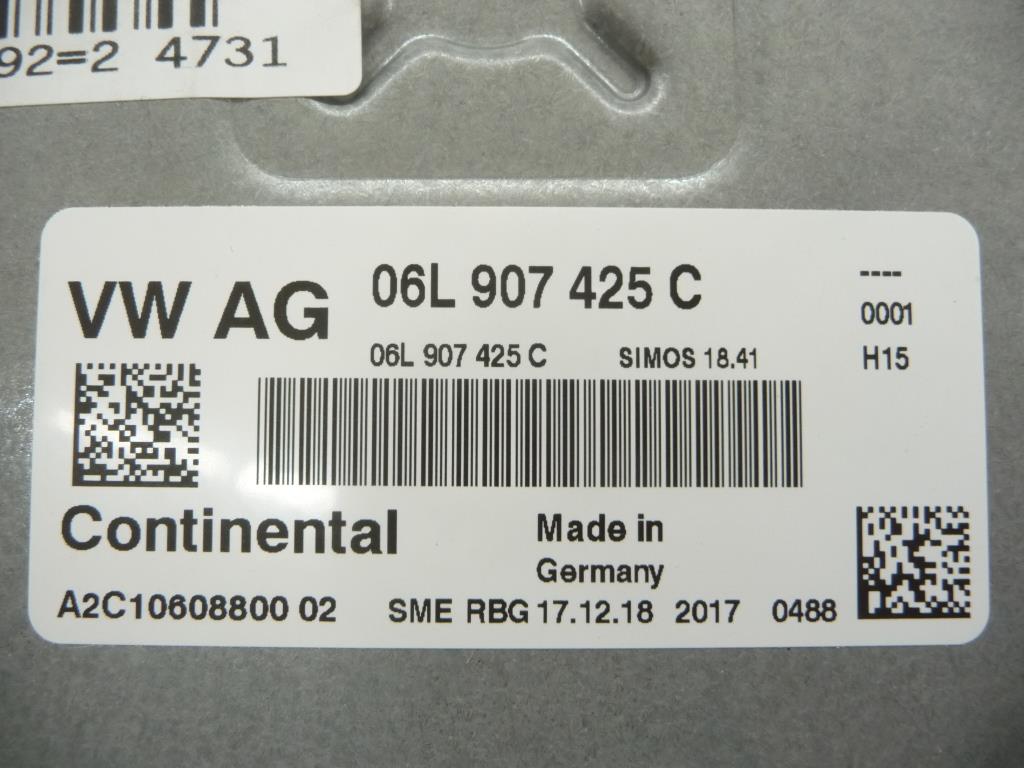 92=2 4731
VW AG 06L 907 425 C ----
0001
06L 907 425 C SIMOS 18.41 H15
Continental Made in
Germany
A2C10608800 02 SME RBG 17.12.18 2017 0488